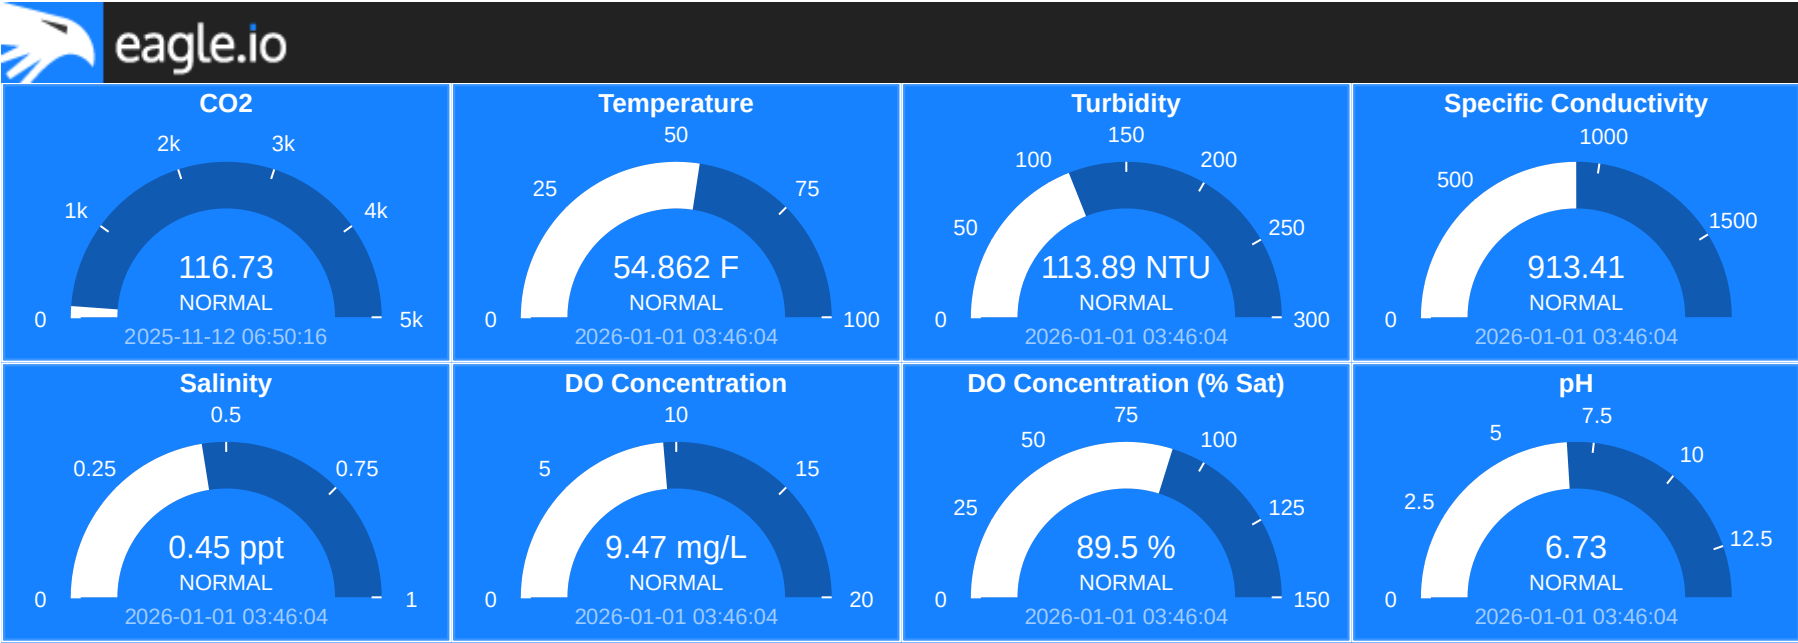 eagle.io
CO2
0
1k
2k
3k
4k
5k
116.73
NORMAL
2025-11-12 06:50:16
Temperature
0
25
50
75
100
54.862 F
NORMAL
2026-01-01 03:46:04
Turbidity
0
50
100
150
200
250
300
113.89 NTU
NORMAL
2026-01-01 03:46:04
Specific Conductivity
0
500
1000
1500
913.41
NORMAL
2026-01-01 03:46:04
Salinity
0
0.25
0.5
0.75
1
0.45 ppt
NORMAL
2026-01-01 03:46:04
DO Concentration
0
5
10
15
20
9.47 mg/L
NORMAL
2026-01-01 03:46:04
DO Concentration (% Sat)
0
25
50
75
100
125
150
89.5 %
NORMAL
2026-01-01 03:46:04
pH
0
2.5
5
7.5
10
12.5
6.73
NORMAL
2026-01-01 03:46:04